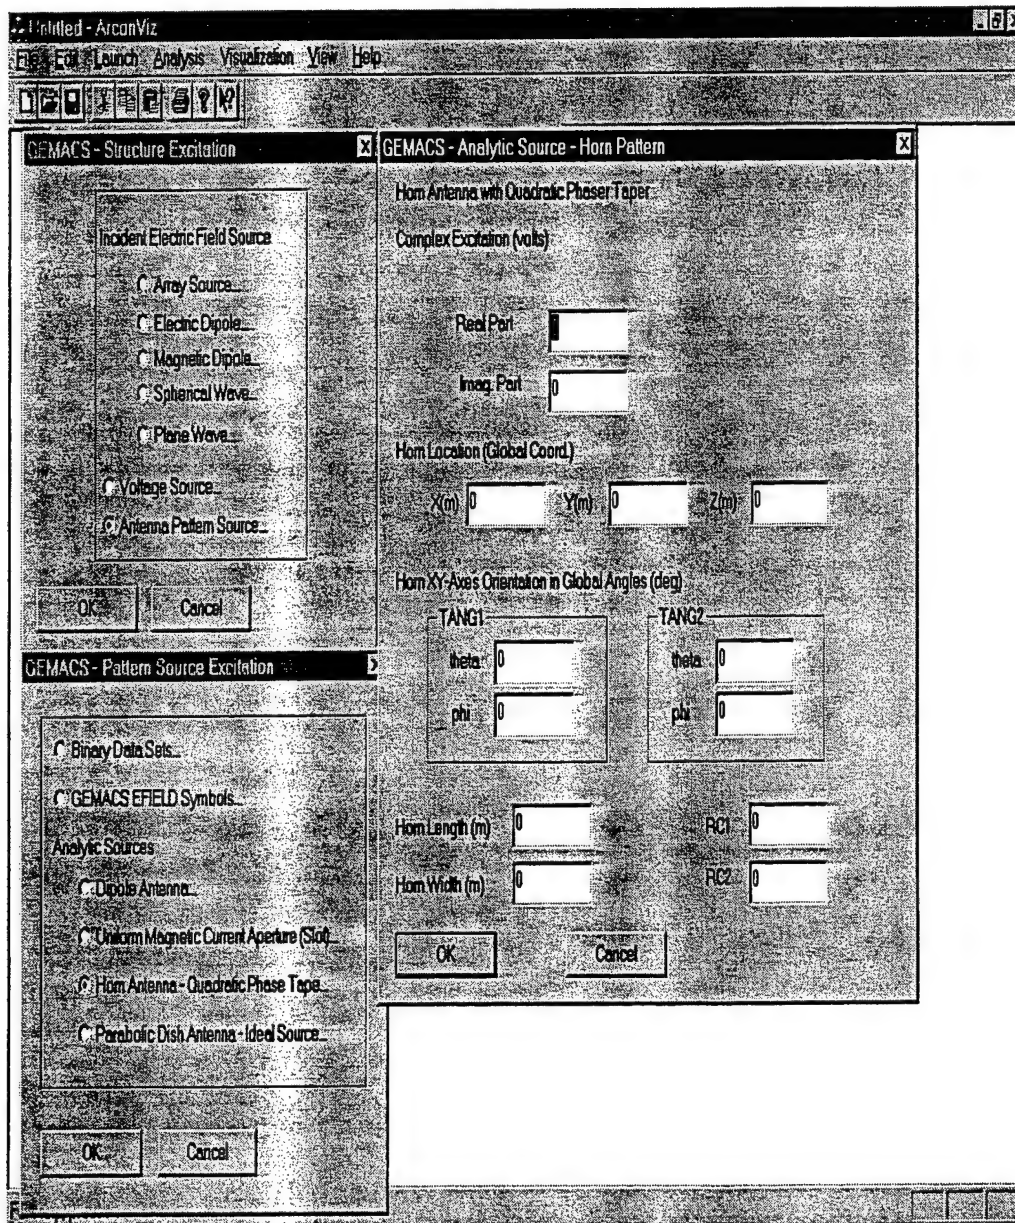 Untitled - ArcanViz
File Edit Launch Analysis Visualization View Help
GEMACS - Structure Excitation
Incident Electric Field Source
Array Source...
Electric Dipole...
Magnetic Dipole...
Spherical Wave...
Plane Wave...
Voltage Source...
Antenna Pattern Source...
OK
Cancel
GEMACS - Pattern Source Excitation
Binary Data Sets...
GEMACS EFIELD Symbols...
Analytic Sources
Dipole Antenna...
Uniform Magnetic Current Aperture (Slot)...
Horn Antenna - Quadratic Phase Tape...
Parabolic Dish Antenna - Ideal Source...
OK
Cancel
GEMACS - Analytic Source - Horn Pattern
Horn Antenna with Quadratic Phaser Taper
Complex Excitation (volts)
Real Part
Imag. Part 0
Horn Location (Global Coord.)
X(m) 0 Y(m) 0 Z(m) 0
Horn XY-Axes Orientation in Global Angles (deg)
TANG1 TANG2
theta 0 theta 0
phi 0 phi 0
Horn Length (m) 0 RC1 0
Horn Width (m) 0 RC2 0
OK
Cancel